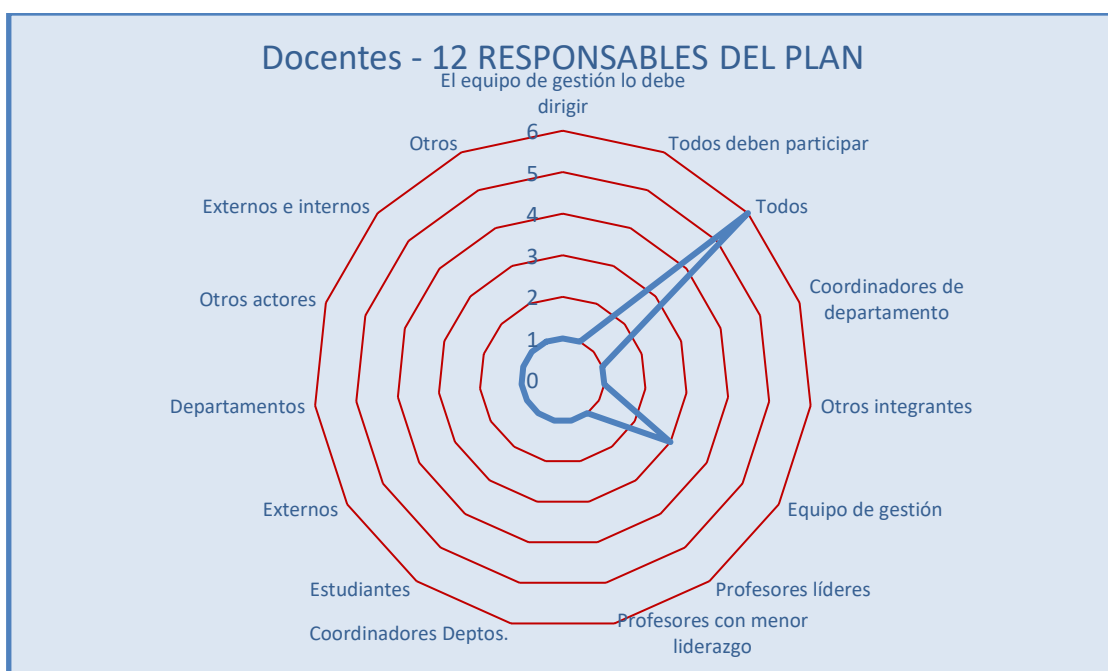 Docentes - 12 RESPONSABLES DEL PLAN
El equipo de gestión lo debe
dirigir
Todos deben participar
Todos
Coordinadores de
departamento
Otros integrantes
Equipo de gestión
Profesores líderes
Profesores con menor
liderazgo
Coordinadores Deptos.
Estudiantes
Externos
Departamentos
Otros actores
Externos e internos
Otros
6
5
4
3
2
1
0